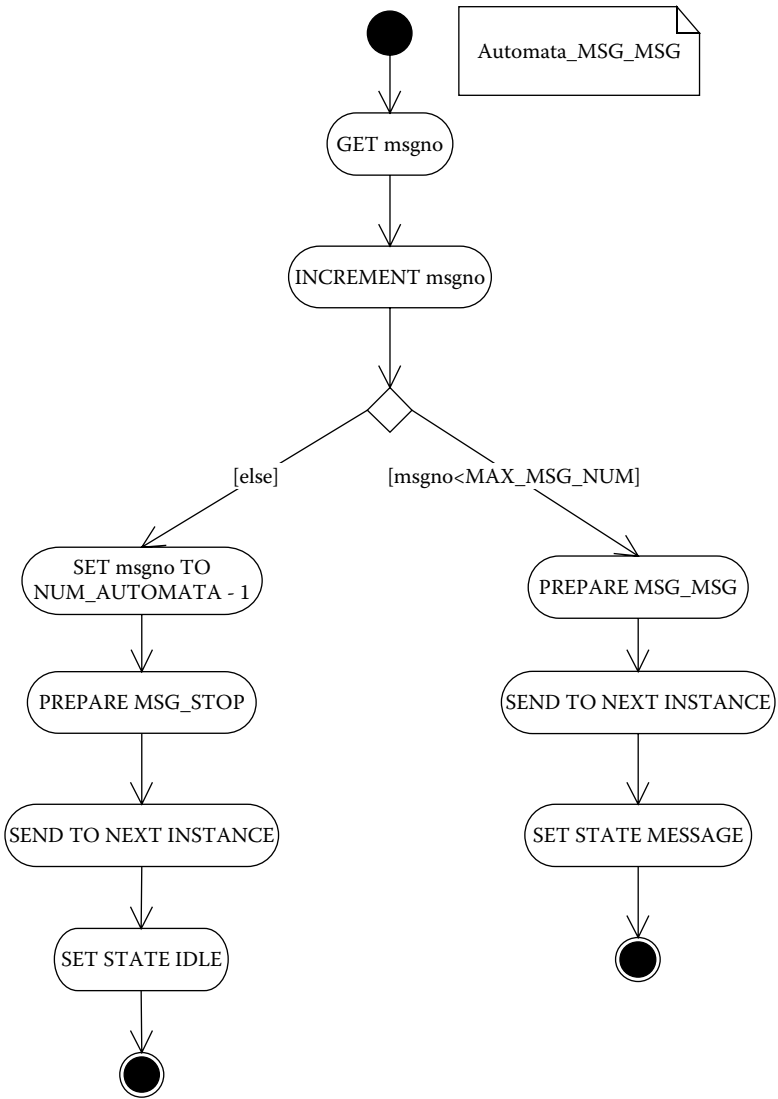 Automata_MSG_MSG
GET msgno
INCREMENT msgno
[else]
[msgno<MAX_MSG_NUM]
SET msgno TO
NUM_AUTOMATA - 1
PREPARE MSG_MSG
PREPARE MSG_STOP
SEND TO NEXT INSTANCE
SEND TO NEXT INSTANCE
SET STATE MESSAGE
SET STATE IDLE